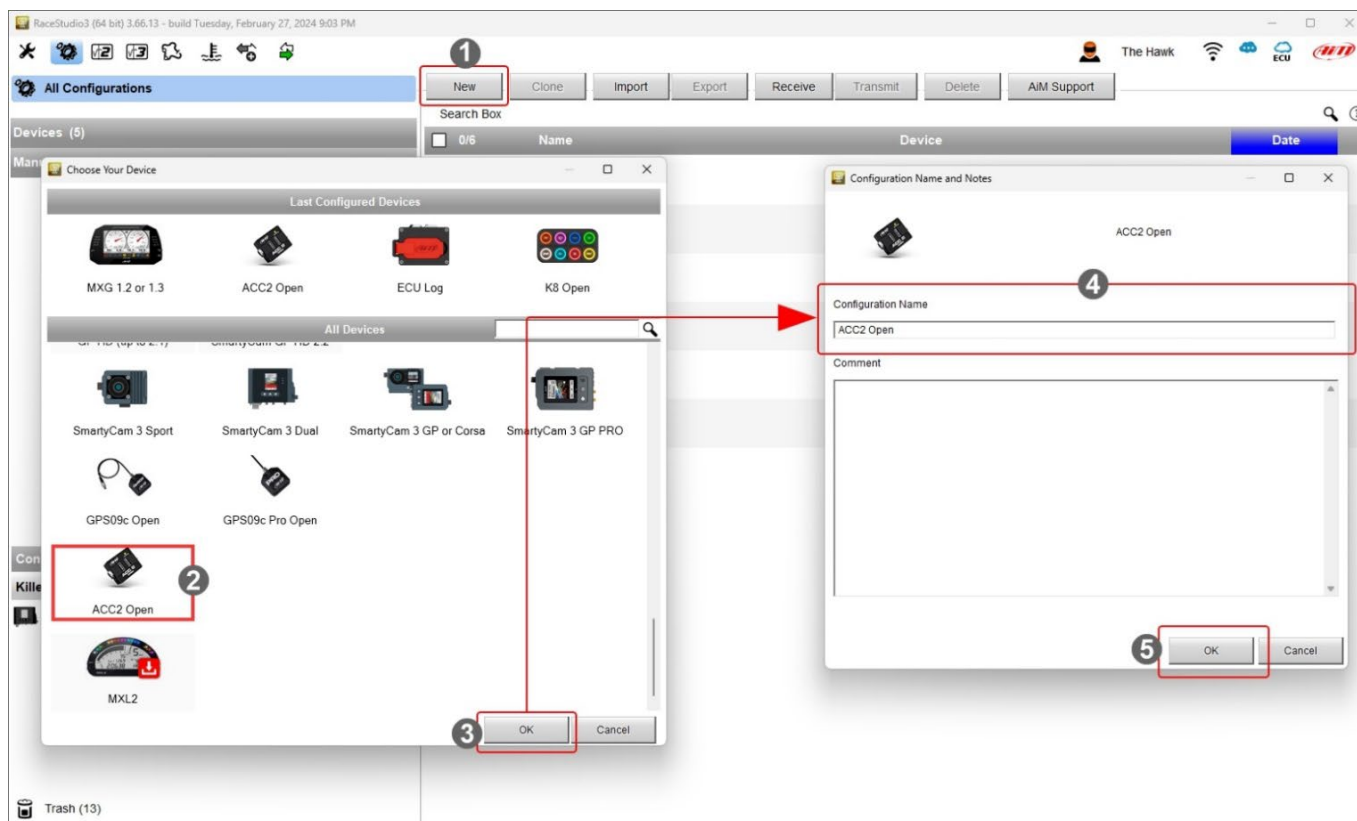 RaceStudio3 (64 bit) 3.66.13 - build Tuesday, February 27, 2024 9:03 PM
The Hawk
ECU
AiM
1
All Configurations
New
Clone
Import
Export
Receive
Transmit
Delete
AiM Support
Search Box
Devices (5)
0/6
Name
Device
Date
Choose Your Device
Last Configured Devices
MXG 1.2 or 1.3
ACC2 Open
ECU Log
K8 Open
All Devices
SmartyCam 3 Sport
SmartyCam 3 Dual
SmartyCam 3 GP or Corsa
SmartyCam 3 GP PRO
GPS09c Open
GPS09c Pro Open
ACC2 Open
2
MXL2
3
OK
Cancel
Configuration Name and Notes
ACC2 Open
4
Configuration Name
ACC2 Open
Comment
5
OK
Cancel
Trash (13)